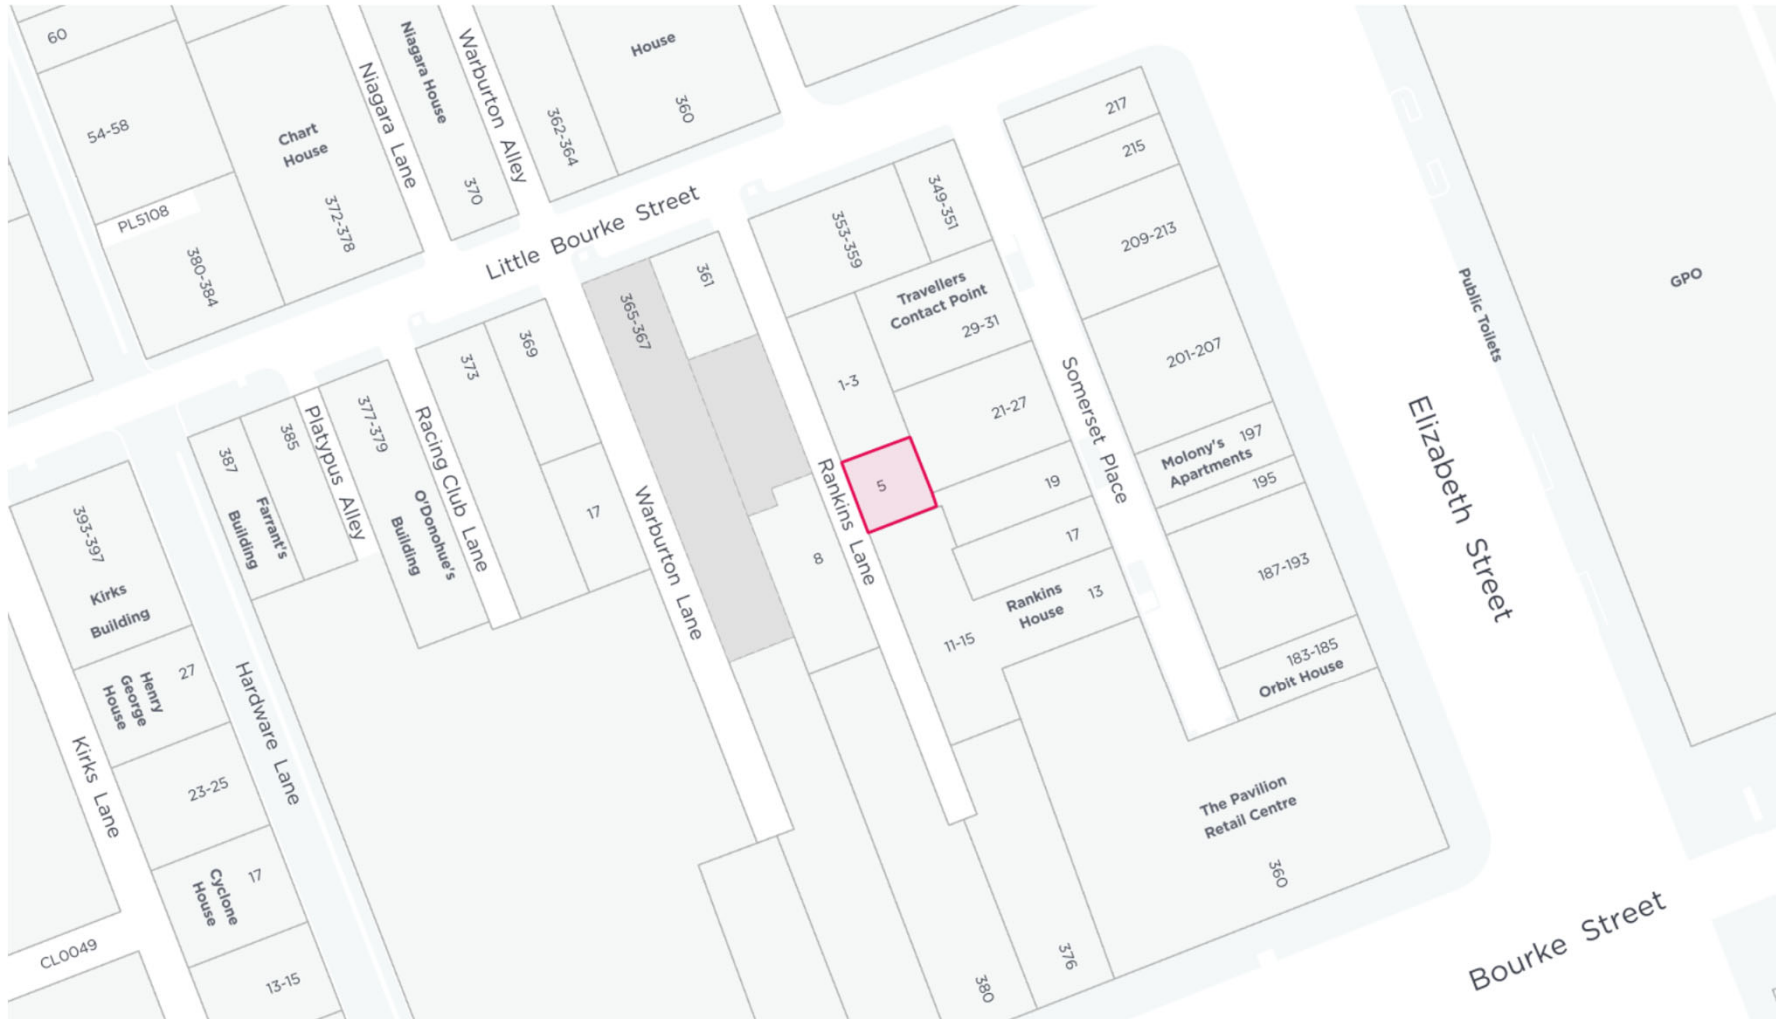 60
54-58
PL5108
380-384
Chart
House
372-378
Niagara Lane
Niagara House
370
Warburton Alley
362-364
House
360
Little Bourke Street
217
215
209-213
201-207
Molony's
Apartments
197
195
187-193
183-185
Orbit House
349-351
353-359
Travellers
Contact Point
29-31
21-27
19
17
Rankins
House
13
11-15
1-3
5
8
Rankins Lane
Somerset Place
361
365-367
369
373
17
Warburton Lane
Racing Club Lane
377-379
O'Donohue's
Building
Platypus Alley
385
387
Farrant's
Building
393-397
Kirks
Building
27
Henry
George
House
23-25
17
Cyclone
House
13-15
Hardware Lane
Kirks Lane
CL0049
The Pavilion
Retail Centre
360
376
380
Elizabeth Street
Public Toilets
GPO
Bourke Street